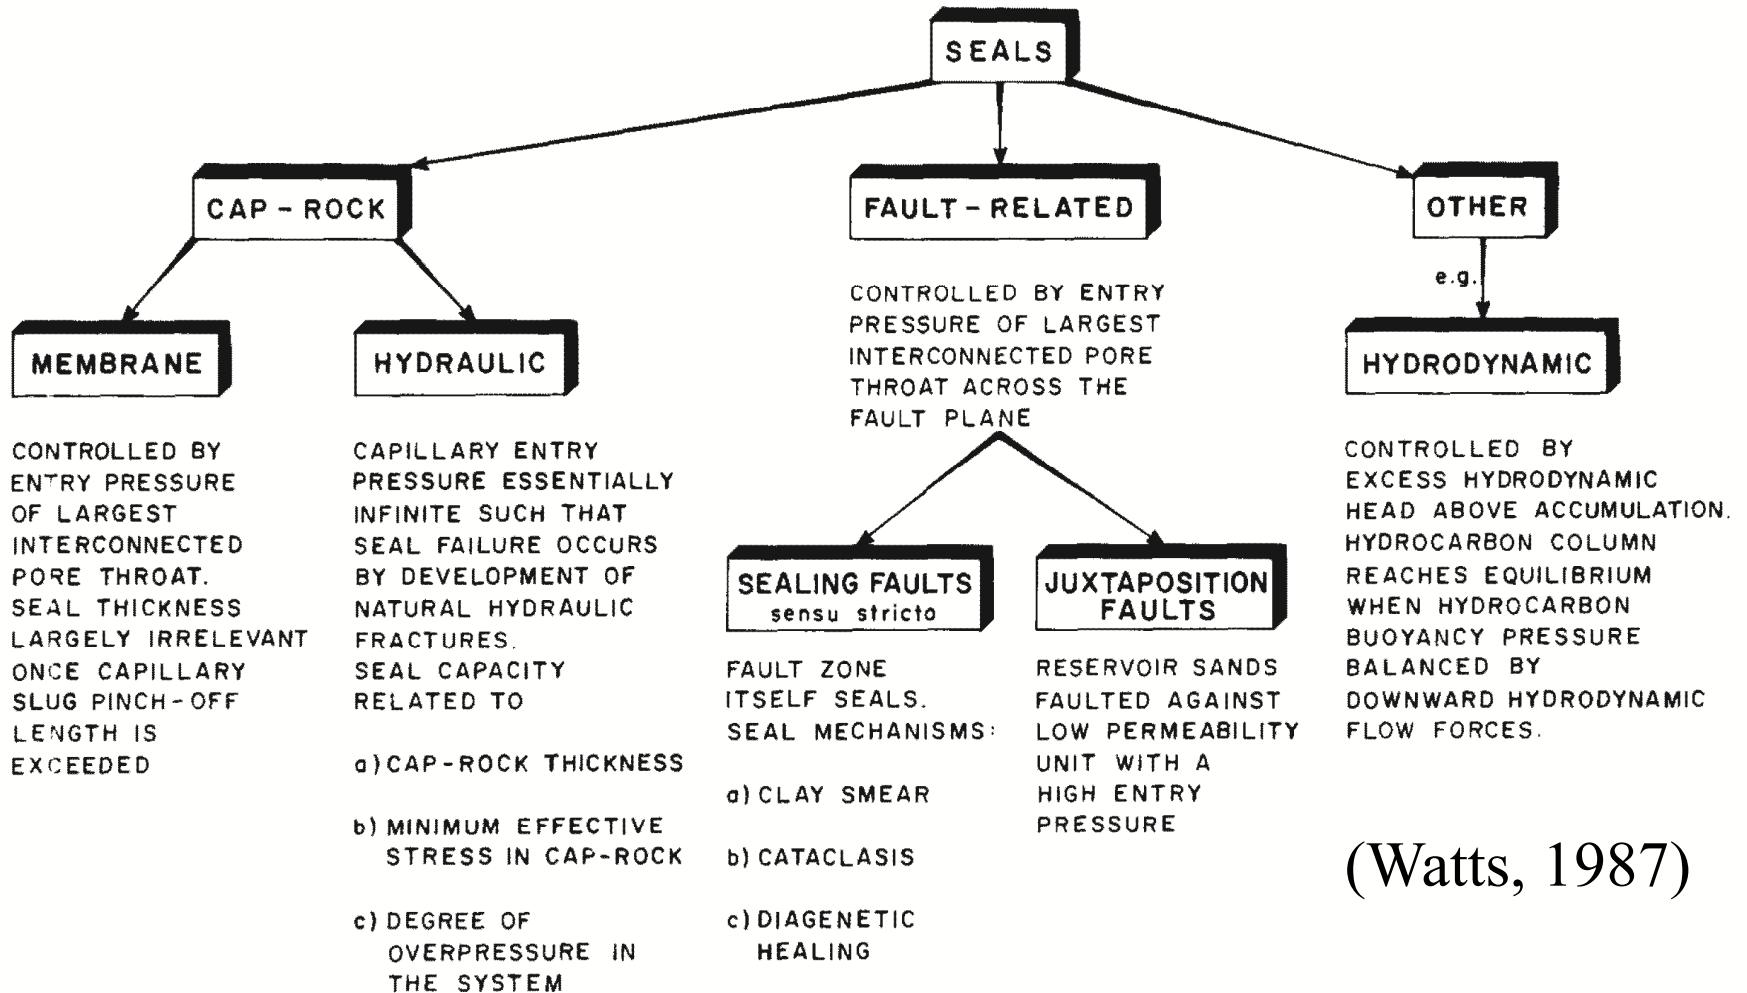 SEALS
CAP-ROCK
FAULT-RELATED
OTHER
e.g.
MEMBRANE
HYDRAULIC
HYDRODYNAMIC
CONTROLLED BY
ENTRY PRESSURE
OF LARGEST
INTERCONNECTED
PORE THROAT.
SEAL THICKNESS
LARGELY IRRELEVANT
ONCE CAPILLARY
SLUG PINCH-OFF
LENGTH IS
EXCEEDED
CAPILLARY ENTRY
PRESSURE ESSENTIALLY
INFINITE SUCH THAT
SEAL FAILURE OCCURS
BY DEVELOPMENT OF
NATURAL HYDRAULIC
FRACTURES.
SEAL CAPACITY
RELATED TO
a) CAP-ROCK THICKNESS
b) MINIMUM EFFECTIVE
STRESS IN CAP-ROCK
c) DEGREE OF
OVERPRESSURE IN
THE SYSTEM
CONTROLLED BY ENTRY
PRESSURE OF LARGEST
INTERCONNECTED PORE
THROAT ACROSS THE
FAULT PLANE
SEALING FAULTS
sensu stricto
FAULT ZONE
ITSELF SEALS.
SEAL MECHANISMS:
a) CLAY SMEAR
b) CATACLASIS
c) DIAGENETIC
HEALING
JUXTAPOSITION
FAULTS
RESERVOIR SANDS
FAULTED AGAINST
LOW PERMEABILITY
UNIT WITH A
HIGH ENTRY
PRESSURE
CONTROLLED BY
EXCESS HYDRODYNAMIC
HEAD ABOVE ACCUMULATION.
HYDROCARBON COLUMN
REACHES EQUILIBRIUM
WHEN HYDROCARBON
BUOYANCY PRESSURE
BALANCED BY
DOWNWARD HYDRODYNAMIC
FLOW FORCES.
(Watts, 1987)